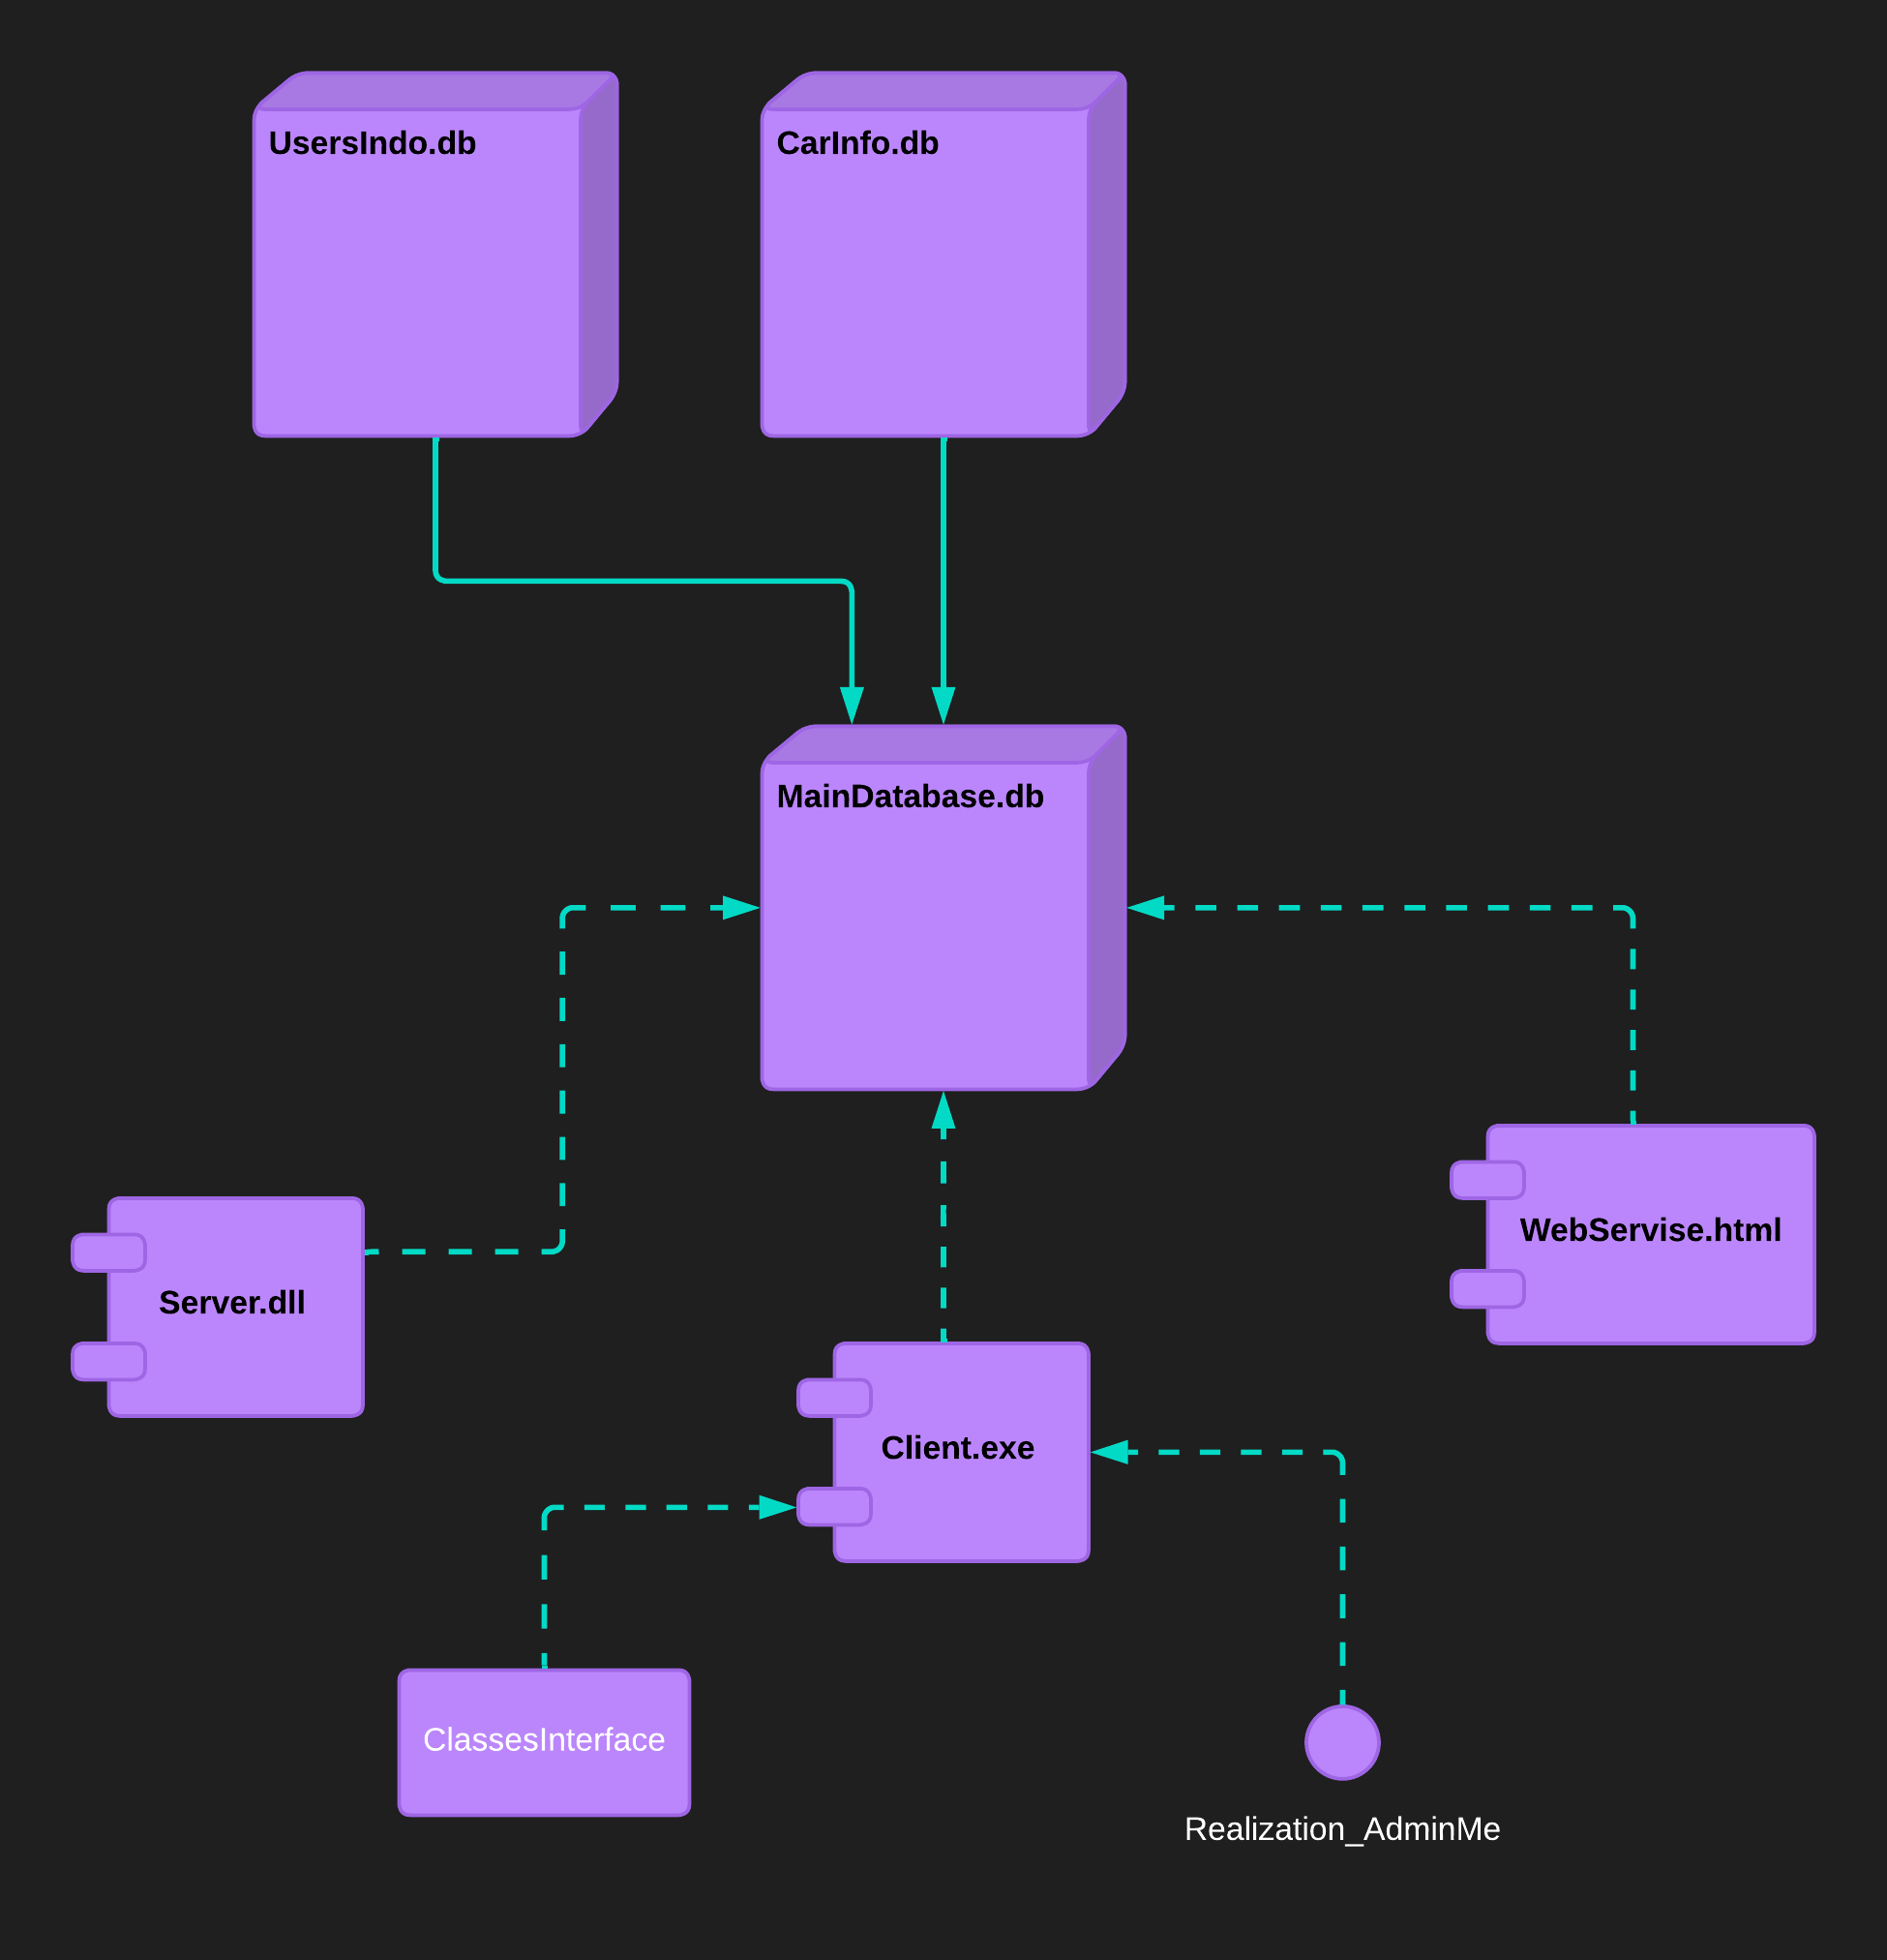 UsersIndo.db
CarInfo.db
MainDatabase.db
WebServise.html
Server.dll
Client.exe
ClassesInterface
Realization_AdminMe